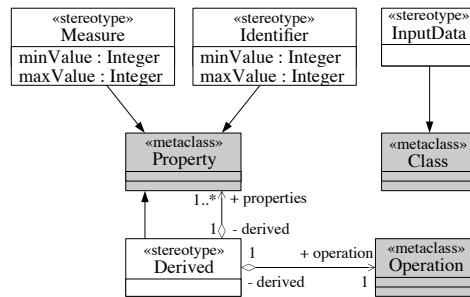 «stereotype»
Measure
minValue : Integer
maxValue : Integer
«stereotype»
Identifier
minValue : Integer
maxValue : Integer
«stereotype»
InputData
«metaclass»
Property
«metaclass»
Class
1..* + properties
1 - derived
«stereotype»
Derived
1 + operation
- derived 1
«metaclass»
Operation